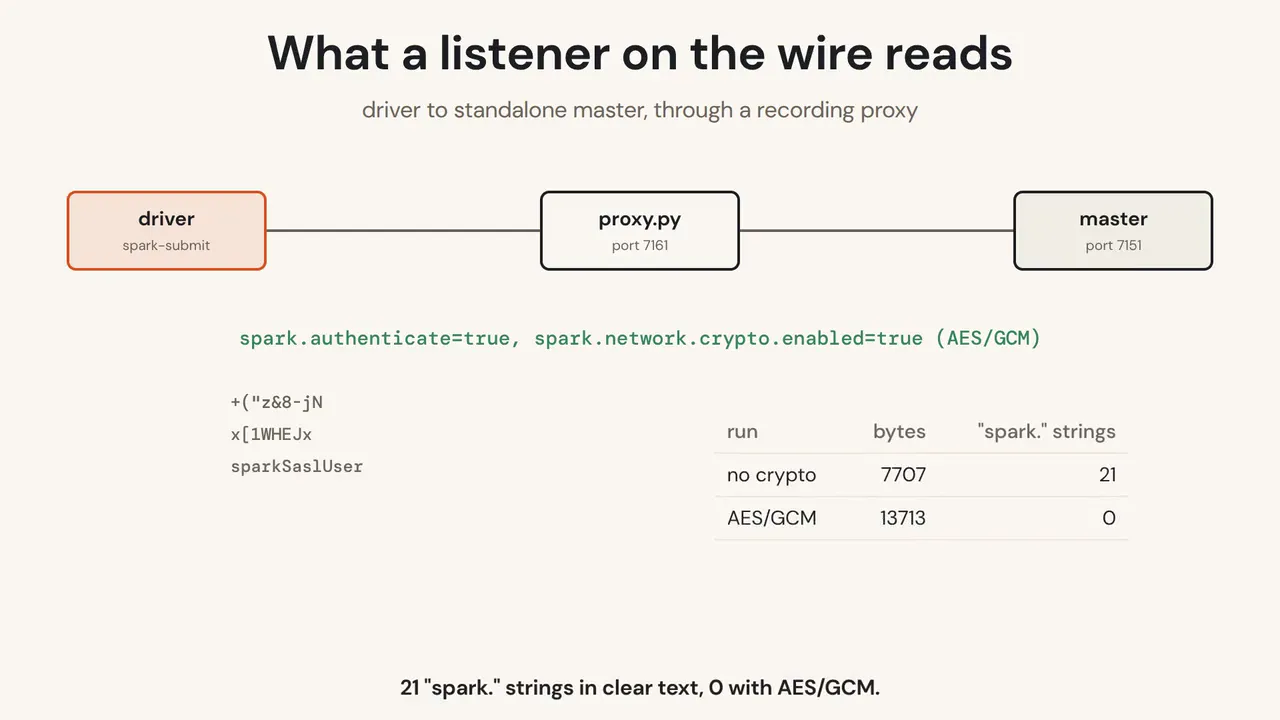 What a listener on the wire reads
driver to standalone master, through a recording proxy
driver
spark-submit
proxy.py
port 7161
master
port 7151
spark.authenticate=true, spark.network.crypto.enabled=true (AES/GCM)
+("z&8-jN
x[1WHEJx
sparkSaslUser
run bytes "spark." strings
no crypto 7707 21
AES/GCM 13713 0
21 "spark." strings in clear text, 0 with AES/GCM.